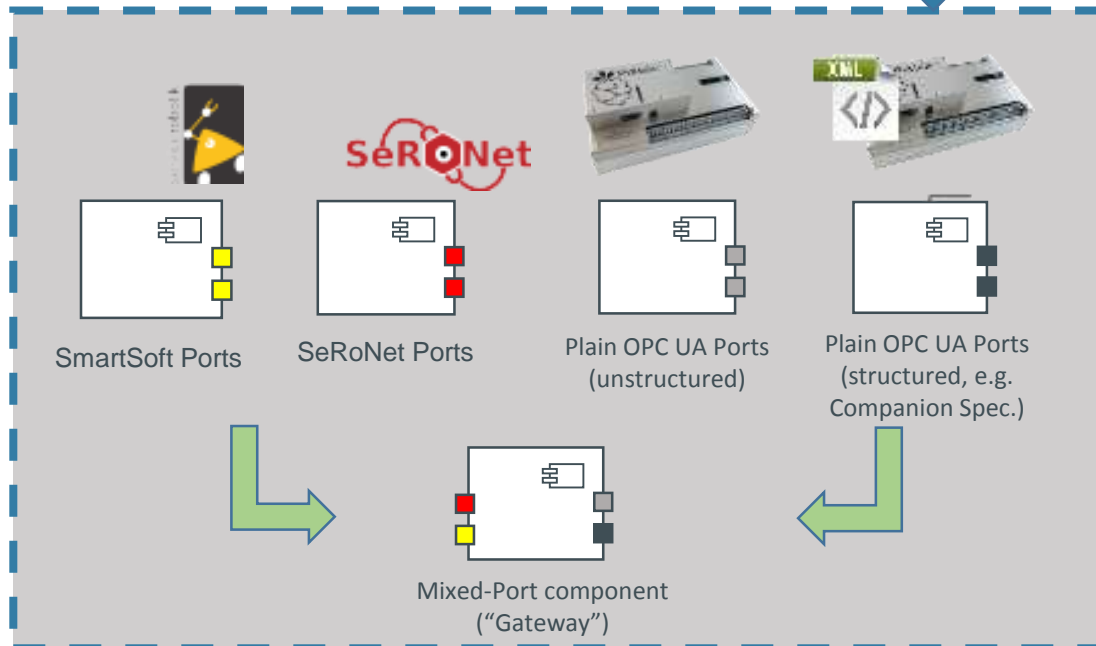 XML
SeRoNet
SmartSoft Ports
SeRoNet Ports
Plain OPC UA Ports
(unstructured)
Plain OPC UA Ports
(structured, e.g.
Companion Spec.)
Mixed-Port component
(“Gateway”)